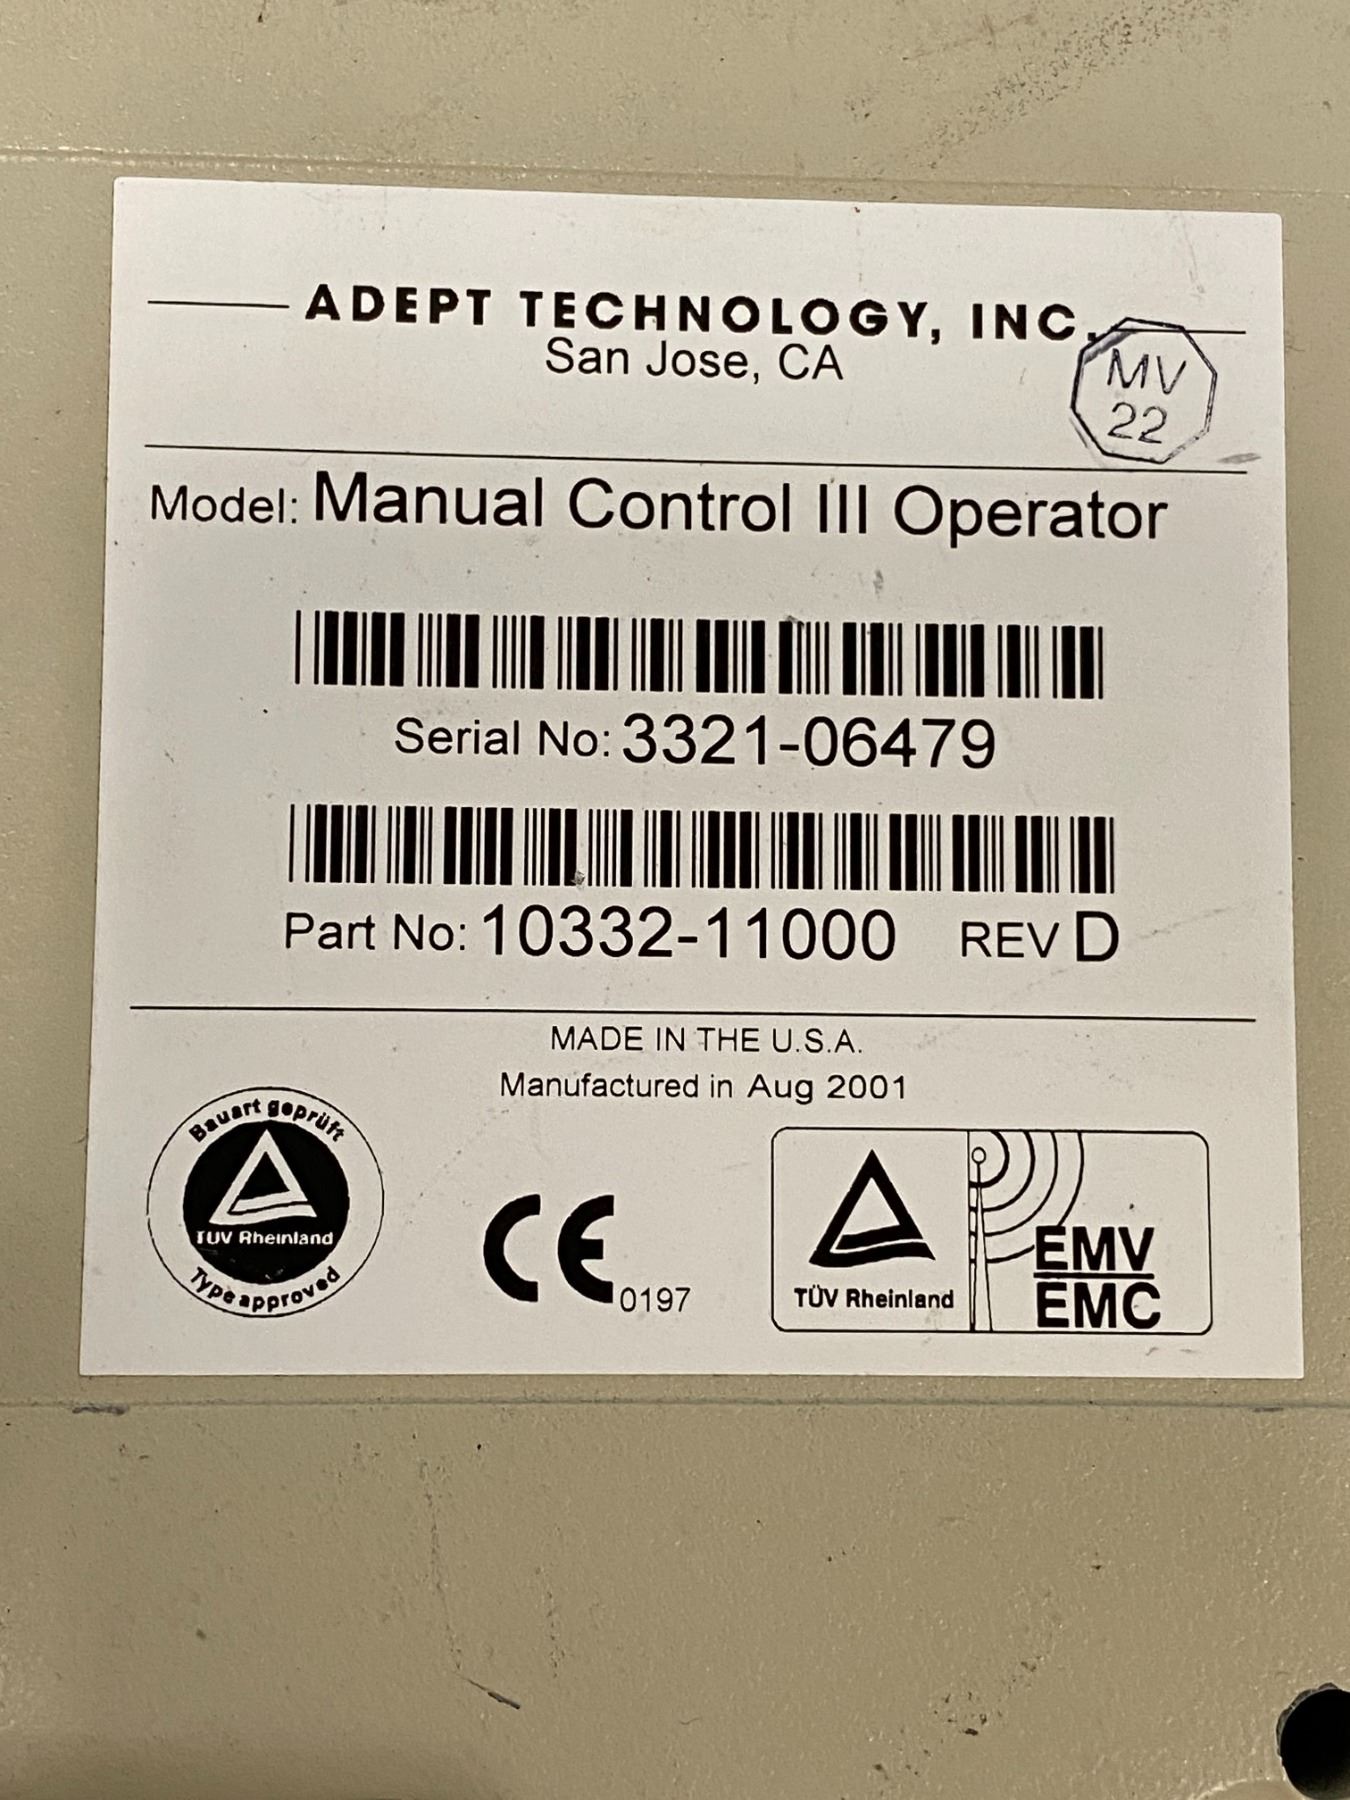 ADEPT TECHNOLOGY, INC.
San Jose, CA
MV
22
Model: Manual Control III Operator
Serial No: 3321-06479
Part No: 10332-11000 REV D
MADE IN THE U.S.A.
Manufactured in Aug 2001
Bauart geprüft
TÜV Rheinland
Type approved
CE 0197
TÜV Rheinland
EMV
EMC